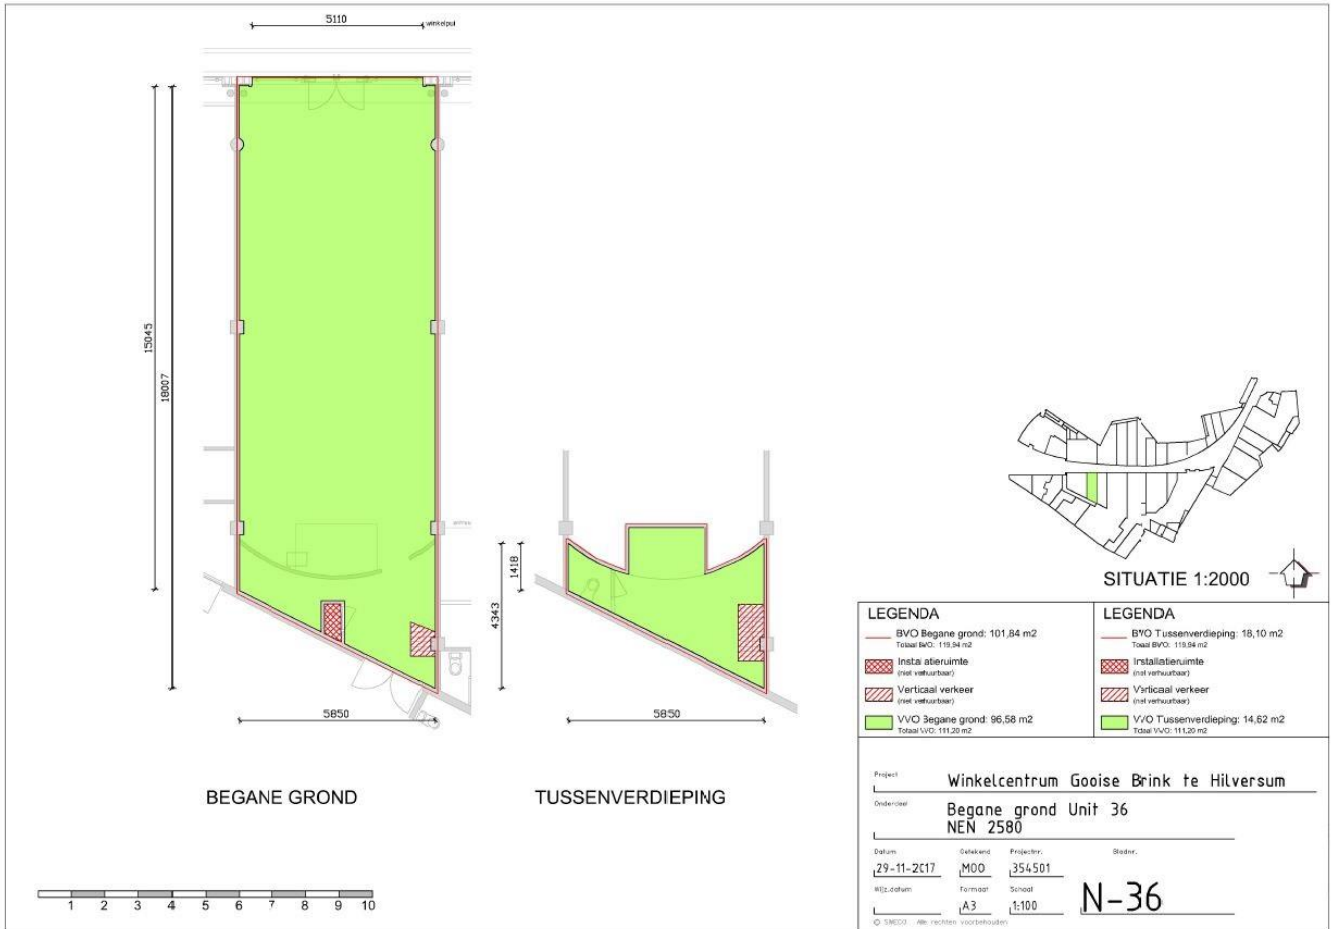 5110
winkelpui
15045
18007
1418
4343
5850
5850
BEGANE GROND
TUSSENVERDIEPING
1 2 3 4 5 6 7 8 9 10
SITUATIE 1:2000
LEGENDA
BVO Begane grond: 101,84 m2
Totaal BVO: 119,94 m2
Installatieruimte
(niet verhuurbaar)
Verticaal verkeer
(niet verhuurbaar)
VVO Begane grond: 96,58 m2
Totaal VVO: 111,20 m2
LEGENDA
BVO Tussenverdieping: 18,10 m2
Totaal BVO: 119,94 m2
Installatieruimte
(niet verhuurbaar)
Verticaal verkeer
(niet verhuurbaar)
VVO Tussenverdieping: 14,62 m2
Totaal VVO: 111,20 m2
Project
Winkelcentrum Gooise Brink te Hilversum
Onderdeel
Begane grond Unit 36
NEN 2580
Datum Getekend Projectnr. Bladnr.
29-11-2017 MOO 354501
Wijz.datum Formaat Schaal
A3 1:100 N-36
© SWECO Alle rechten voorbehouden